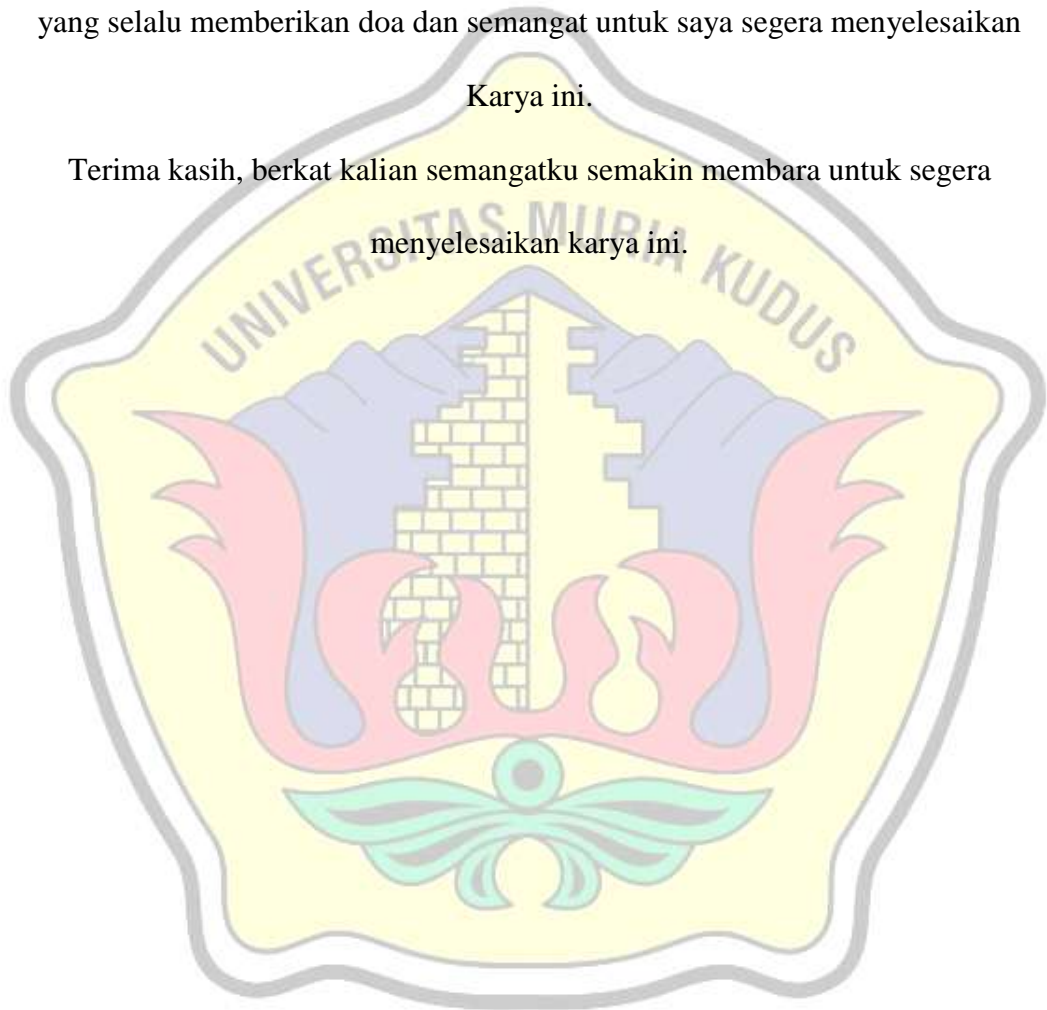 yang selalu memberikan doa dan semangat untuk saya segera menyelesaikan
Karya ini.
Terima kasih, berkat kalian semangatku semakin membara untuk segera
menyelesaikan karya ini.
UNIVERSITAS MURIA KUDUS